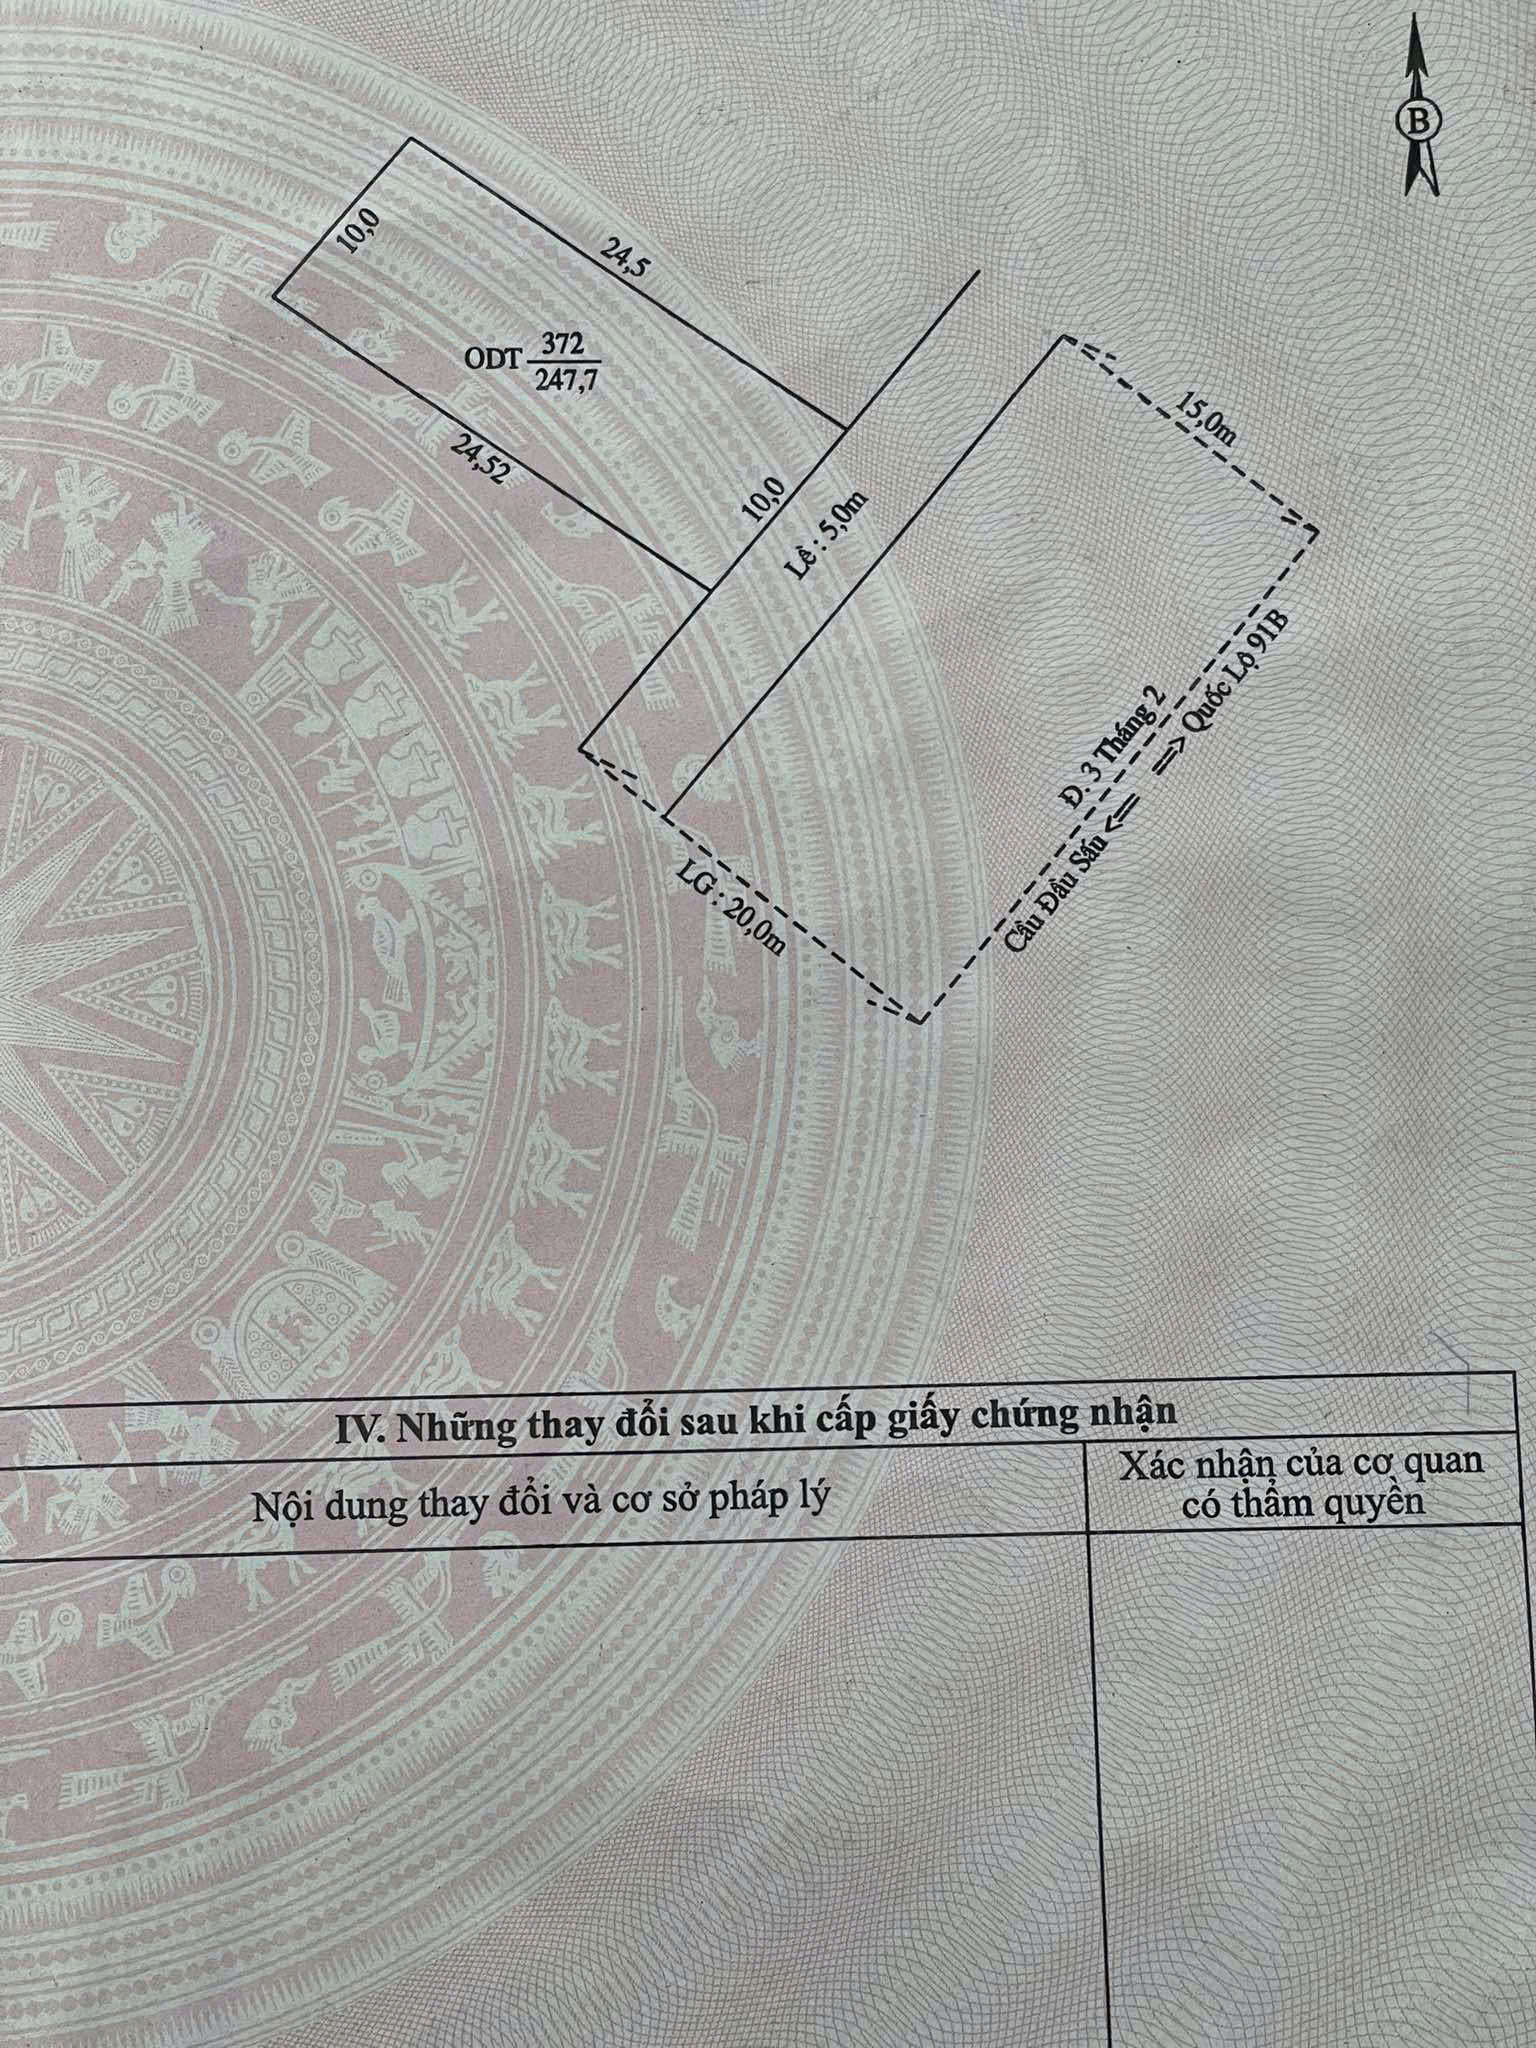 B
10,0
24,5
ODT 372
247,7
24,52
10,0
Lề : 5,0m
15,0m
Đ. 3 Tháng 2
Cầu Đầu Sấu <== ==> Quốc Lộ 91B
LG : 20,0m
IV. Những thay đổi sau khi cấp giấy chứng nhận
Nội dung thay đổi và cơ sở pháp lý
Xác nhận của cơ quan
có thẩm quyền